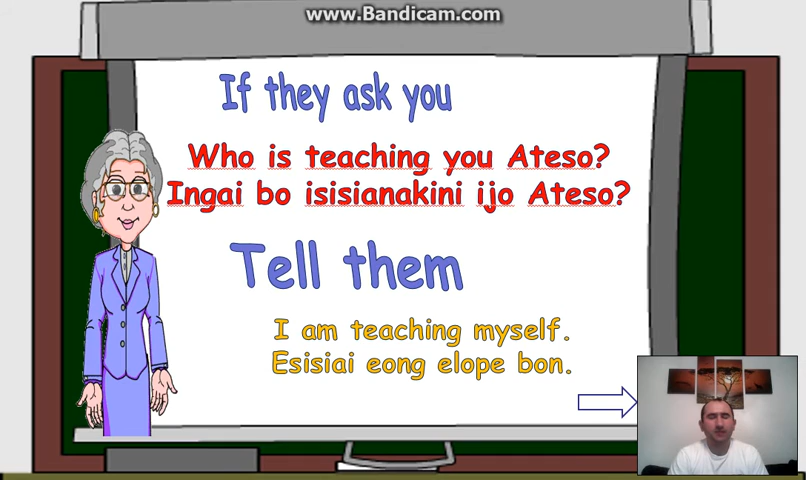 www.Bandicam.com
If they ask you
Who is teaching you Ateso?
Ingai bo isisianakini ijo Ateso?
Tell them
I am teaching myself.
Esisiai eong elope bon.